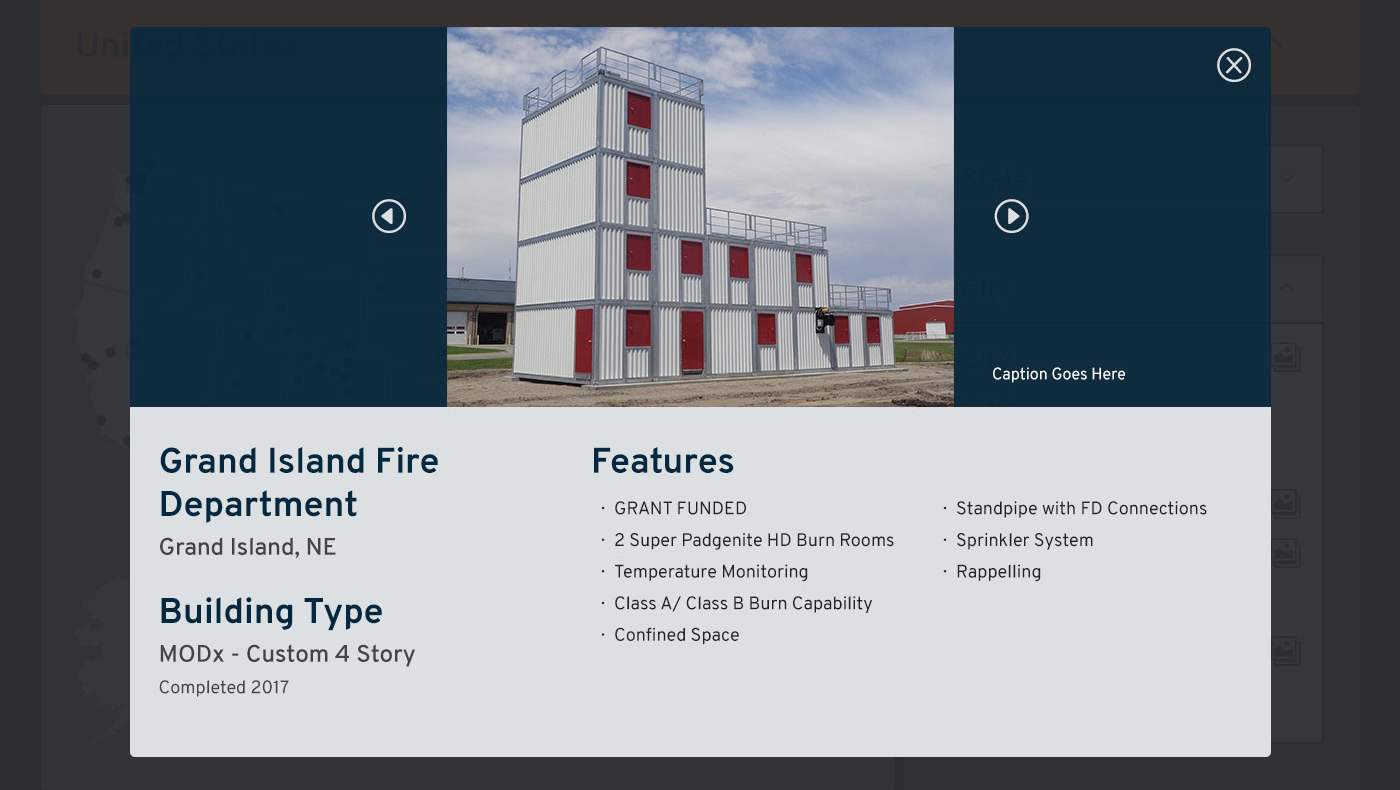 United States
Caption Goes Here
Grand Island Fire
Department
Grand Island, NE
Building Type
MODx - Custom 4 Story
Completed 2017
Features
· GRANT FUNDED
· 2 Super Padgenite HD Burn Rooms
· Temperature Monitoring
· Class A/ Class B Burn Capability
· Confined Space
· Standpipe with FD Connections
· Sprinkler System
· Rappelling